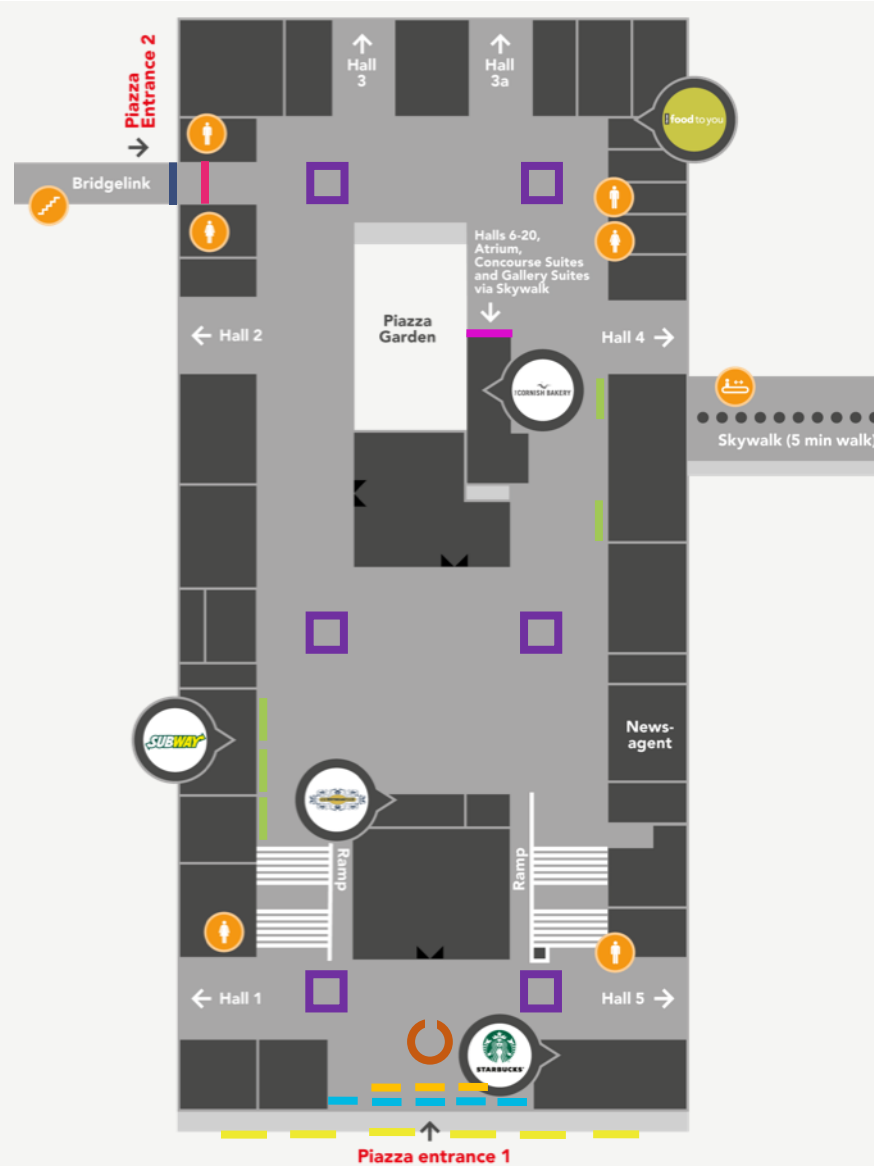 Piazza
Entrance 2
Hall
3
Hall
3a
food to you
Bridgelink
Halls 6-20,
Atrium,
Concourse Suites
and Gallery Suites
via Skywalk
Piazza
Garden
Hall 2
Hall 4
CORNISH BAKERY
Skywalk (5 min walk)
SUBWAY
News-
agent
Ramp
Ramp
Hall 1
Hall 5
STARBUCKS
Piazza entrance 1